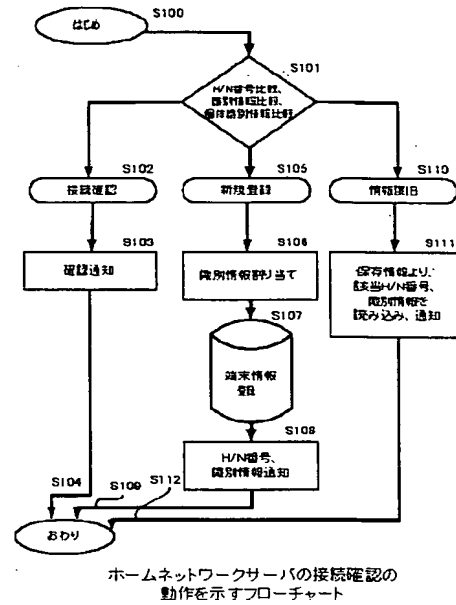 はじめ
S100
S101
H/N番号比較、
識別情報比較、
個体識別情報比較
S102
接続確認
S105
新規登録
S110
情報復旧
S103
確認通知
S106
識別情報割り当て
S111
保存情報より、
該当H/N番号、
識別情報を
読み込み、通知
S107
端末情報
登録
S108
H/N番号、
識別情報通知
S104
S109
S112
おわり
ホームネットワークサーバの接続確認の
動作を示すフローチャート